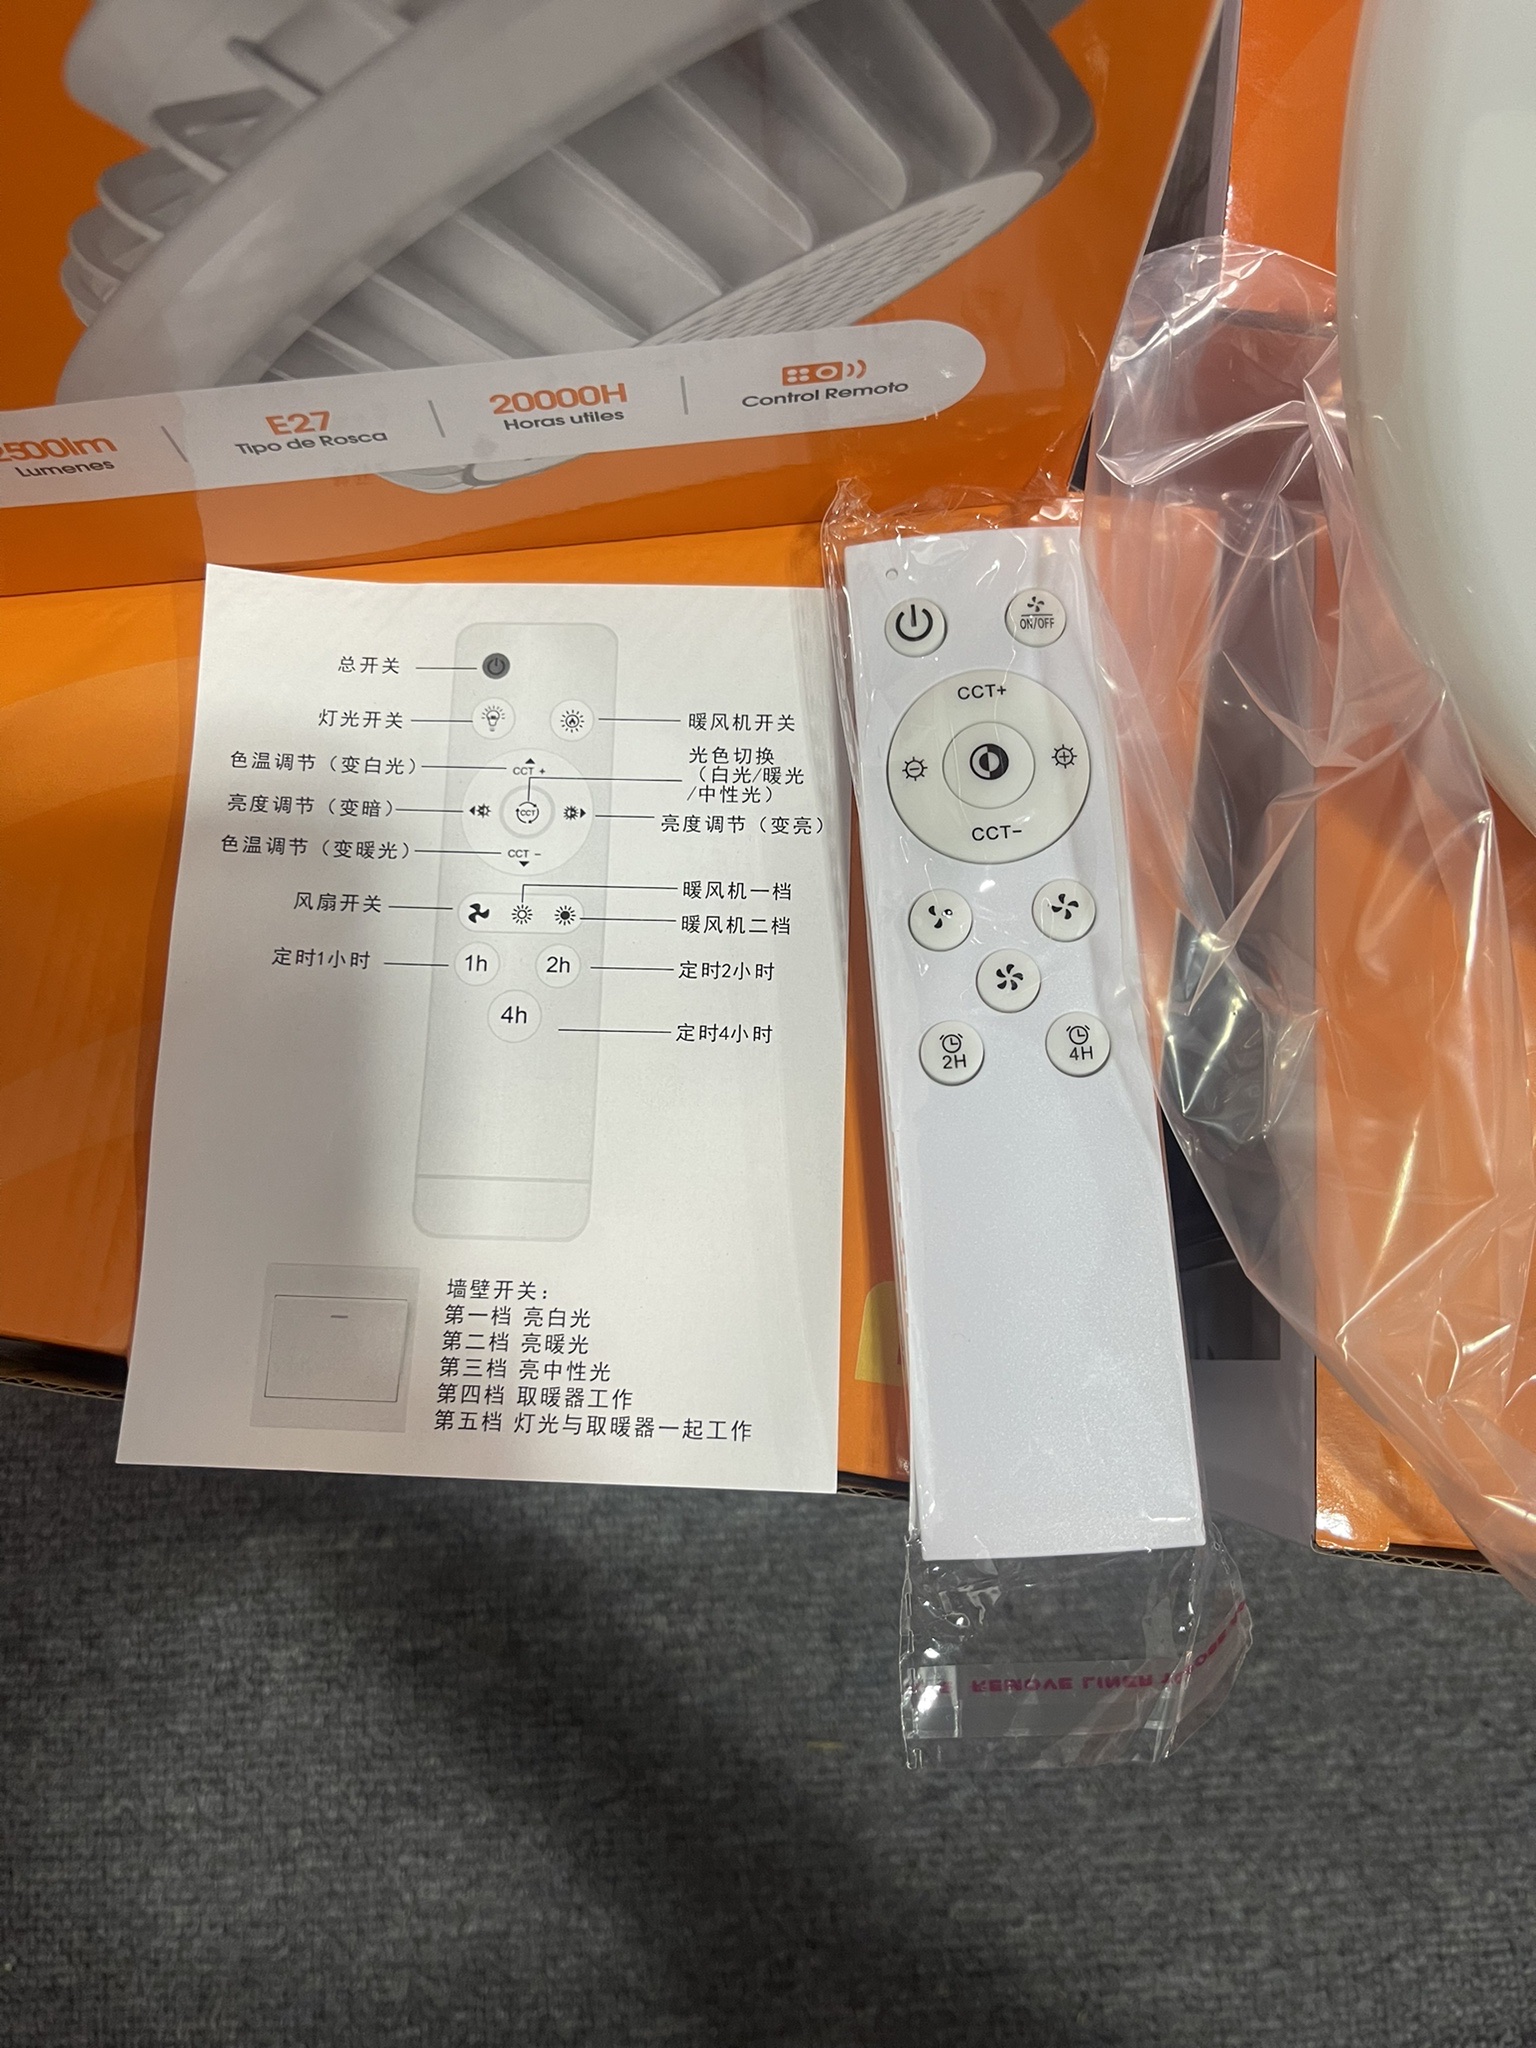 2500lm
Lumenes
E27
Tipo de Rosca
20000H
Horas utiles
Control Remoto
总开关
灯光开关
暖风机开关
色温调节（变白光）
CCT +
光色切换
（白光/暖光
/中性光）
亮度调节（变暗）
CCT
亮度调节（变亮）
色温调节（变暖光）
CCT −
风扇开关
暖风机一档
暖风机二档
定时1小时
1h
2h
定时2小时
4h
定时4小时
墙壁开关：
第一档 亮白光
第二档 亮暖光
第三档 亮中性光
第四档 取暖器工作
第五档 灯光与取暖器一起工作
ON/OFF
CCT+
CCT−
2H
4H
REMOVE LINER